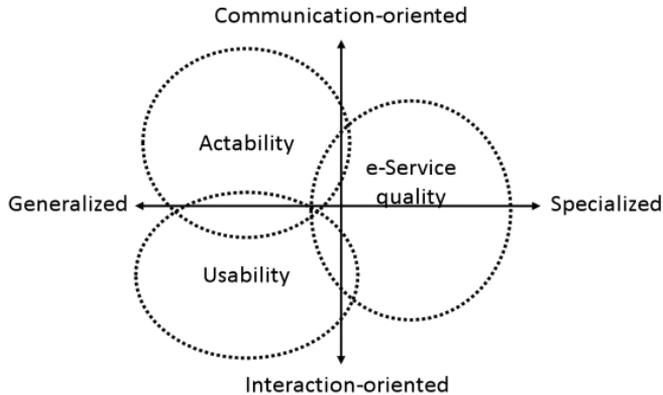 Communication-oriented
Actability
e-Service
quality
Generalized
Specialized
Usability
Interaction-oriented